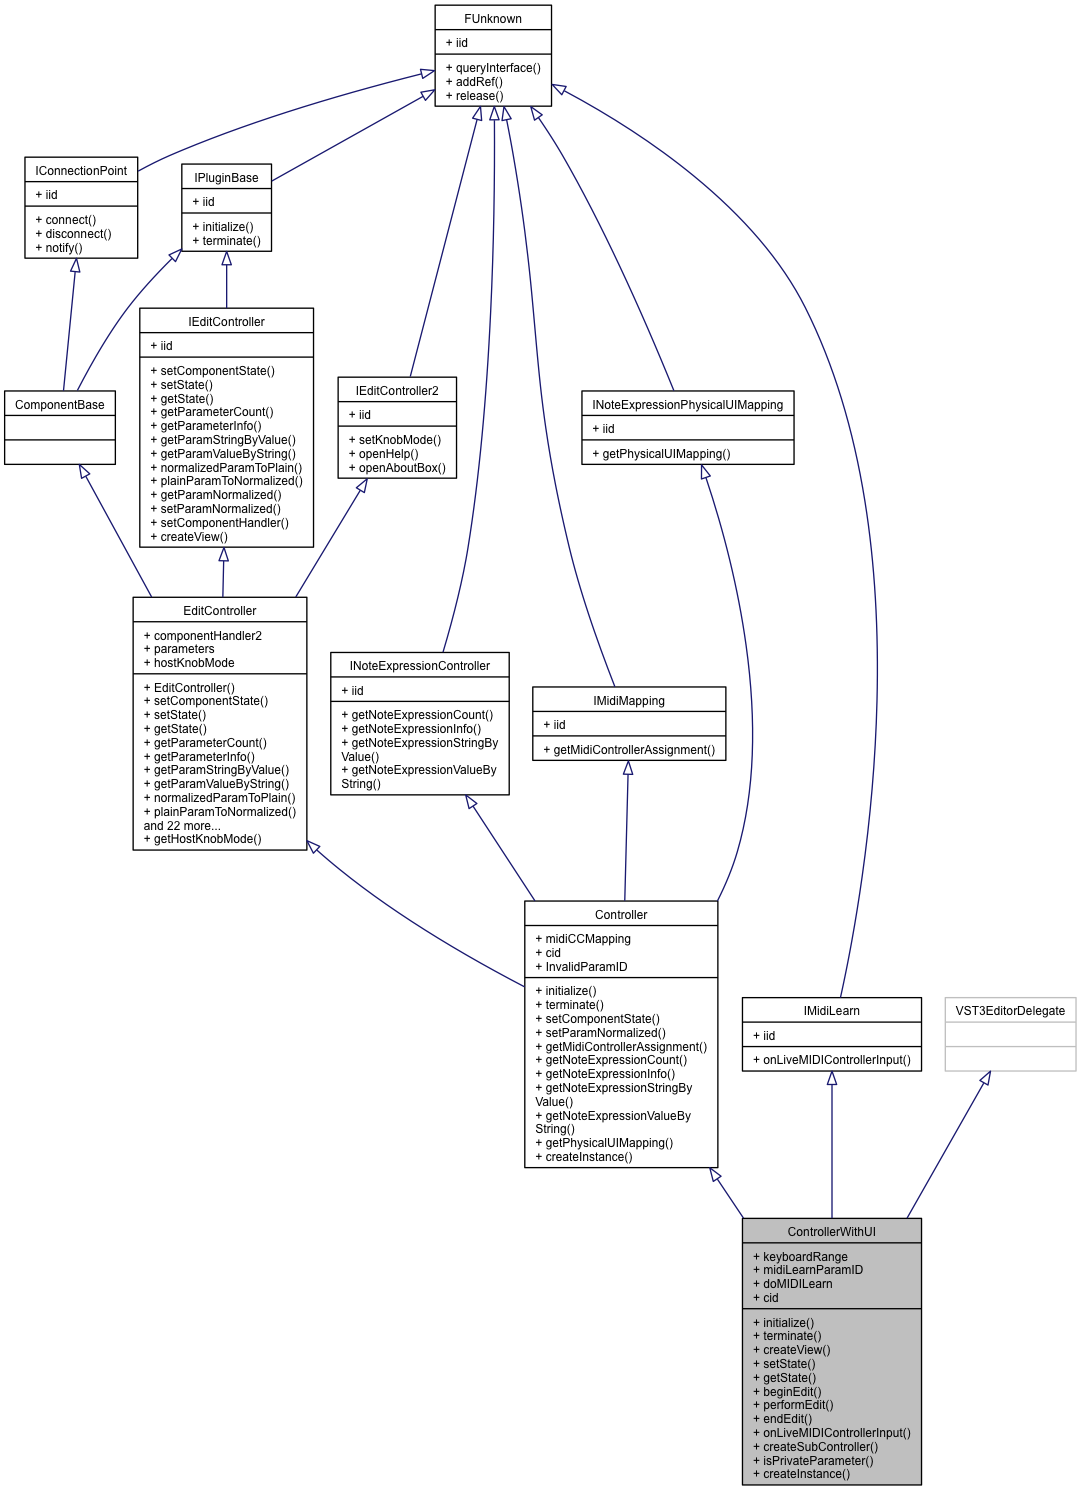 FUnknown
+ iid
+ queryInterface()
+ addRef()
+ release()
IConnectionPoint
+ iid
+ connect()
+ disconnect()
+ notify()
IPluginBase
+ iid
+ initialize()
+ terminate()
IEditController
+ iid
+ setComponentState()
+ setState()
+ getState()
+ getParameterCount()
+ getParameterInfo()
+ getParamStringByValue()
+ getParamValueByString()
+ normalizedParamToPlain()
+ plainParamToNormalized()
+ getParamNormalized()
+ setParamNormalized()
+ setComponentHandler()
+ createView()
ComponentBase
IEditController2
+ iid
+ setKnobMode()
+ openHelp()
+ openAboutBox()
INoteExpressionPhysicalUIMapping
+ iid
+ getPhysicalUIMapping()
EditController
+ componentHandler2
+ parameters
+ hostKnobMode
+ EditController()
+ setComponentState()
+ setState()
+ getState()
+ getParameterCount()
+ getParameterInfo()
+ getParamStringByValue()
+ getParamValueByString()
+ normalizedParamToPlain()
+ plainParamToNormalized()
and 22 more...
+ getHostKnobMode()
INoteExpressionController
+ iid
+ getNoteExpressionCount()
+ getNoteExpressionInfo()
+ getNoteExpressionStringBy
Value()
+ getNoteExpressionValueBy
String()
IMidiMapping
+ iid
+ getMidiControllerAssignment()
Controller
+ midiCCMapping
+ cid
+ InvalidParamID
+ initialize()
+ terminate()
+ setComponentState()
+ setParamNormalized()
+ getMidiControllerAssignment()
+ getNoteExpressionCount()
+ getNoteExpressionInfo()
+ getNoteExpressionStringBy
Value()
+ getNoteExpressionValueBy
String()
+ getPhysicalUIMapping()
+ createInstance()
IMidiLearn
+ iid
+ onLiveMIDIControllerInput()
VST3EditorDelegate
ControllerWithUI
+ keyboardRange
+ midiLearnParamID
+ doMIDILearn
+ cid
+ initialize()
+ terminate()
+ createView()
+ setState()
+ getState()
+ beginEdit()
+ performEdit()
+ endEdit()
+ onLiveMIDIControllerInput()
+ createSubController()
+ isPrivateParameter()
+ createInstance()